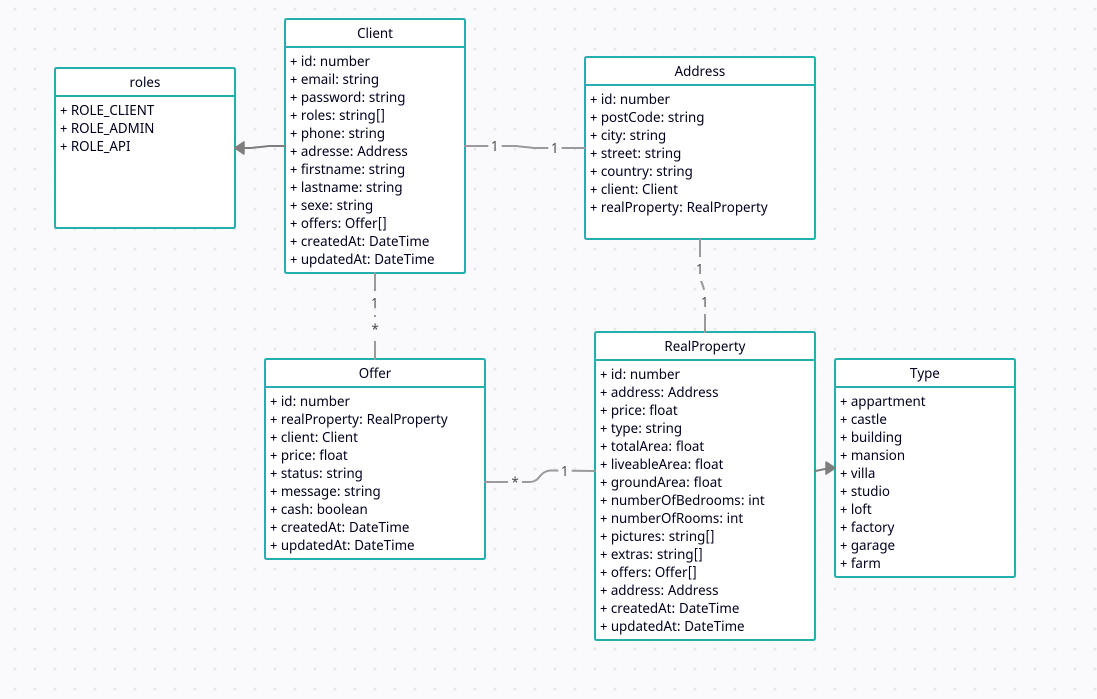 Client
+ id: number
+ email: string
+ password: string
+ roles: string[]
+ phone: string
+ adresse: Address
+ firstname: string
+ lastname: string
+ sexe: string
+ offers: Offer[]
+ createdAt: DateTime
+ updatedAt: DateTime
roles
+ ROLE_CLIENT
+ ROLE_ADMIN
+ ROLE_API
Address
+ id: number
+ postCode: string
+ city: string
+ street: string
+ country: string
+ client: Client
+ realProperty: RealProperty
1
1
1
*
1
1
Offer
+ id: number
+ realProperty: RealProperty
+ client: Client
+ price: float
+ status: string
+ message: string
+ cash: boolean
+ createdAt: DateTime
+ updatedAt: DateTime
*
1
RealProperty
+ id: number
+ address: Address
+ price: float
+ type: string
+ totalArea: float
+ liveableArea: float
+ groundArea: float
+ numberOfBedrooms: int
+ numberOfRooms: int
+ pictures: string[]
+ extras: string[]
+ offers: Offer[]
+ address: Address
+ createdAt: DateTime
+ updatedAt: DateTime
Type
+ appartment
+ castle
+ building
+ mansion
+ villa
+ studio
+ loft
+ factory
+ garage
+ farm